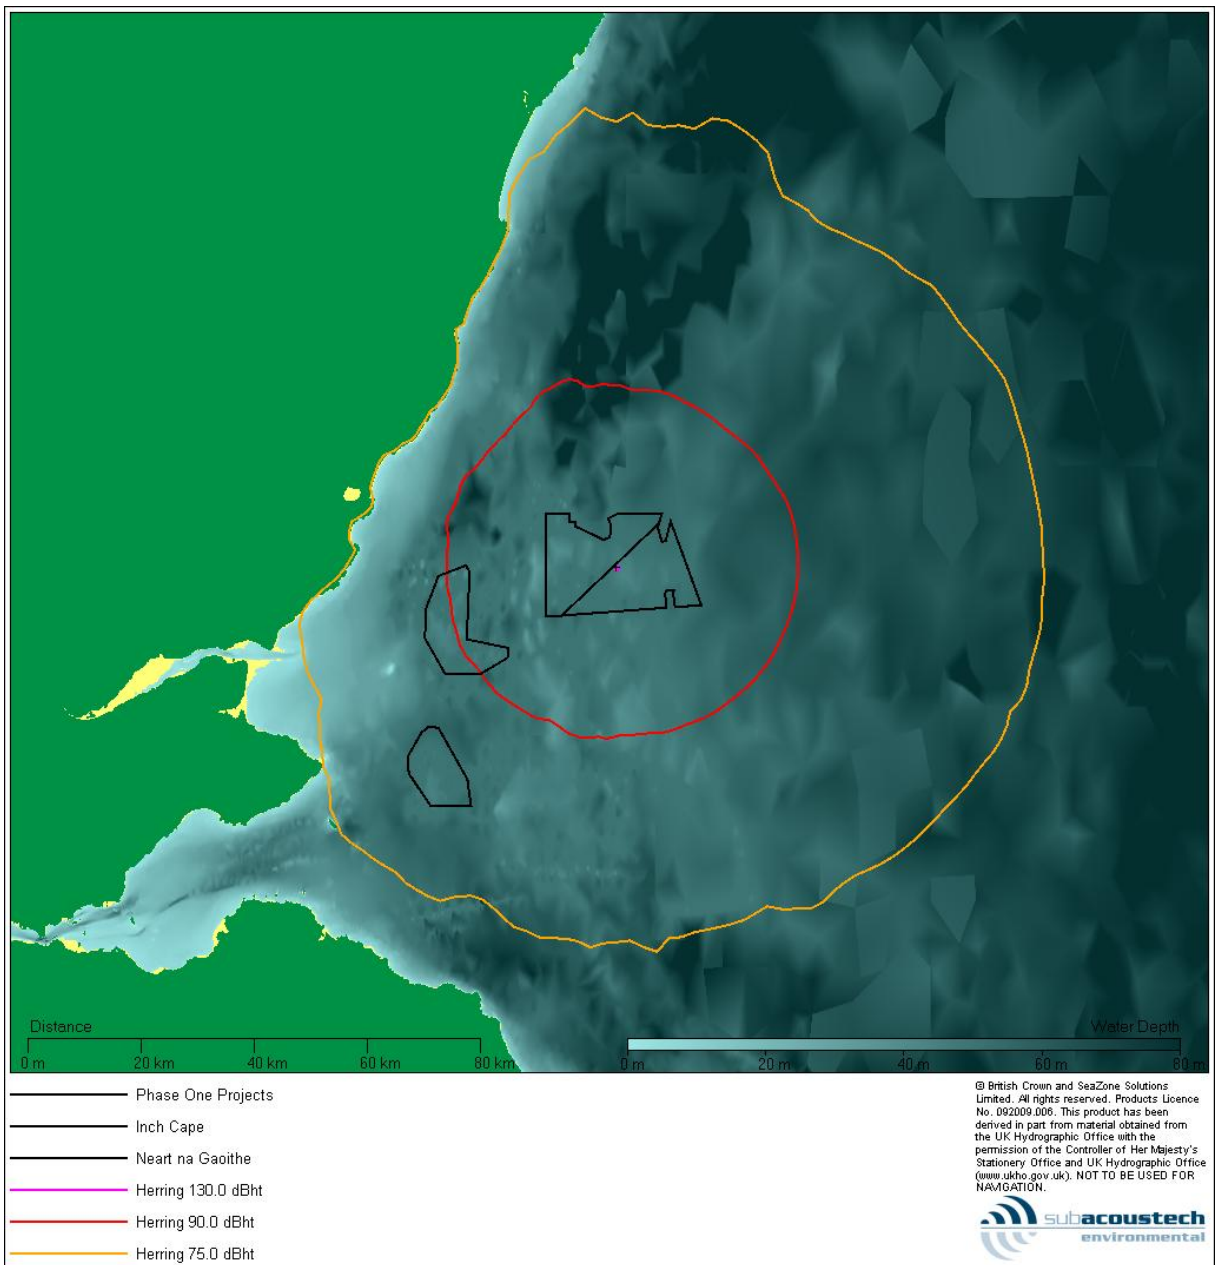 Distance
0 m 20 km 40 km 60 km 80 km
Water Depth
0 m 20 m 40 m 60 m 80 m
Phase One Projects
Inch Cape
Neart na Gaoithe
Herring 130.0 dBht
Herring 90.0 dBht
Herring 75.0 dBht
© British Crown and SeaZone Solutions
Limited. All rights reserved. Products Licence
No. 092009.006. This product has been
derived in part from material obtained from
the UK Hydrographic Office with the
permission of the Controller of Her Majesty's
Stationery Office and UK Hydrographic Office
(www.ukho.gov.uk). NOT TO BE USED FOR
NAVIGATION.
subacoustech
environmental